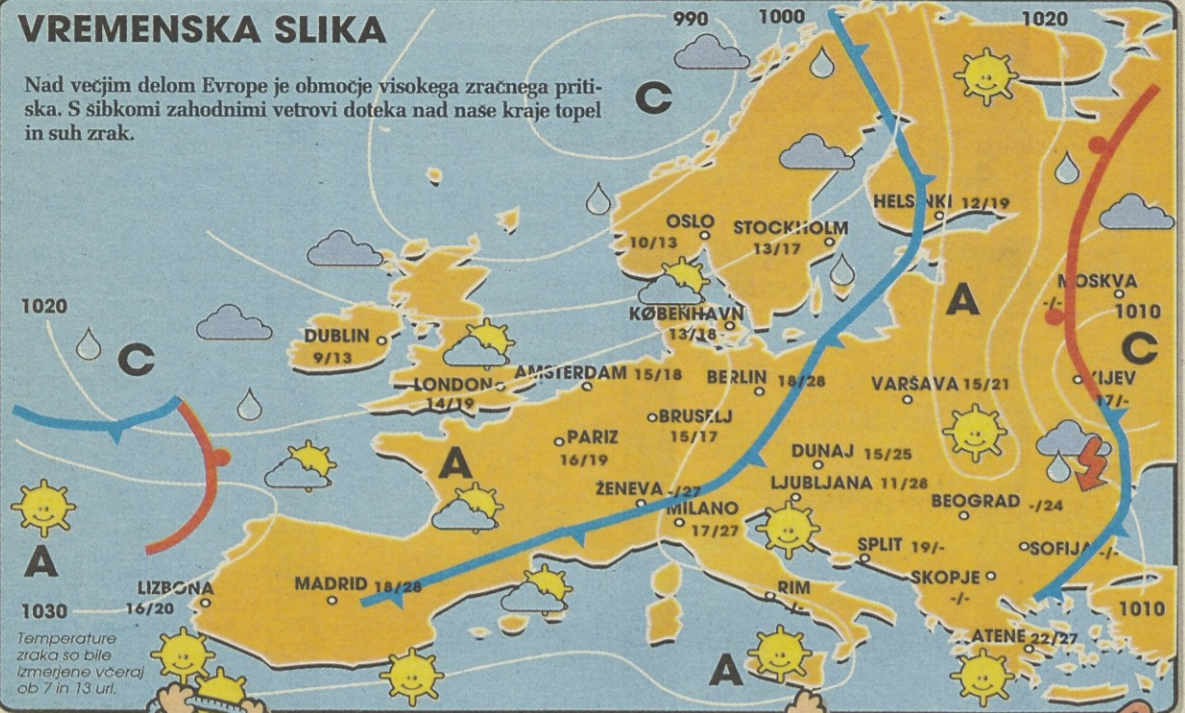 VREMENSKA SLIKA
Nad večjim delom Evrope je območje visokega zračnega priti-
ska. S šibkomi zahodnimi vetrovi doteka nad naše kraje topel
in suh zrak.
990
1000
1020
C
HELSINKI 12/19
OSLO
10/13
STOCKHOLM
13/17
MOSKVA
-/-
1010
A
1020
KØBENHAVN
13/18
DUBLIN
9/13
C
C
AMSTERDAM 15/18
BERLIN 18/28
VARŠAVA 15/21
KIJEV
17/-
LONDON
14/19
BRUSELJ
15/17
PARIZ
16/19
A
DUNAJ 15/25
LJUBLJANA 11/28
ŽENEVA -/27
MILANO
17/27
BEOGRAD -/24
SPLIT 19/-
SOFIJA -/-
A
SKOPJE
-/-
LIZBONA
16/20
MADRID 18/28
RIM
-/-
1030
1010
ATENE 22/27
A
Temperature
zraka so bile
izmerjene včeraj
ob 7 in 13 uri.